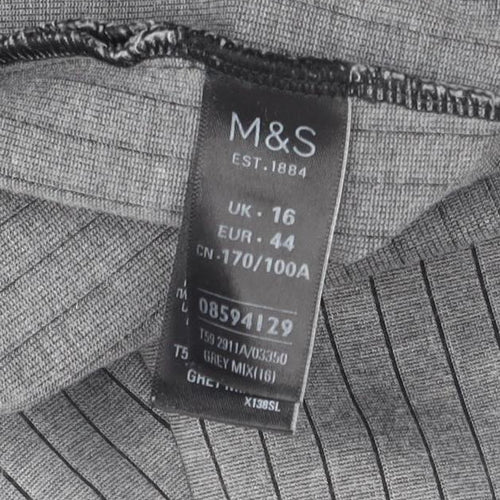 M&S
EST.1884
UK · 16
EUR · 44
CN · 170/100A
08594129
T59 2911A/03350
GREY MIX(16)
X138SL